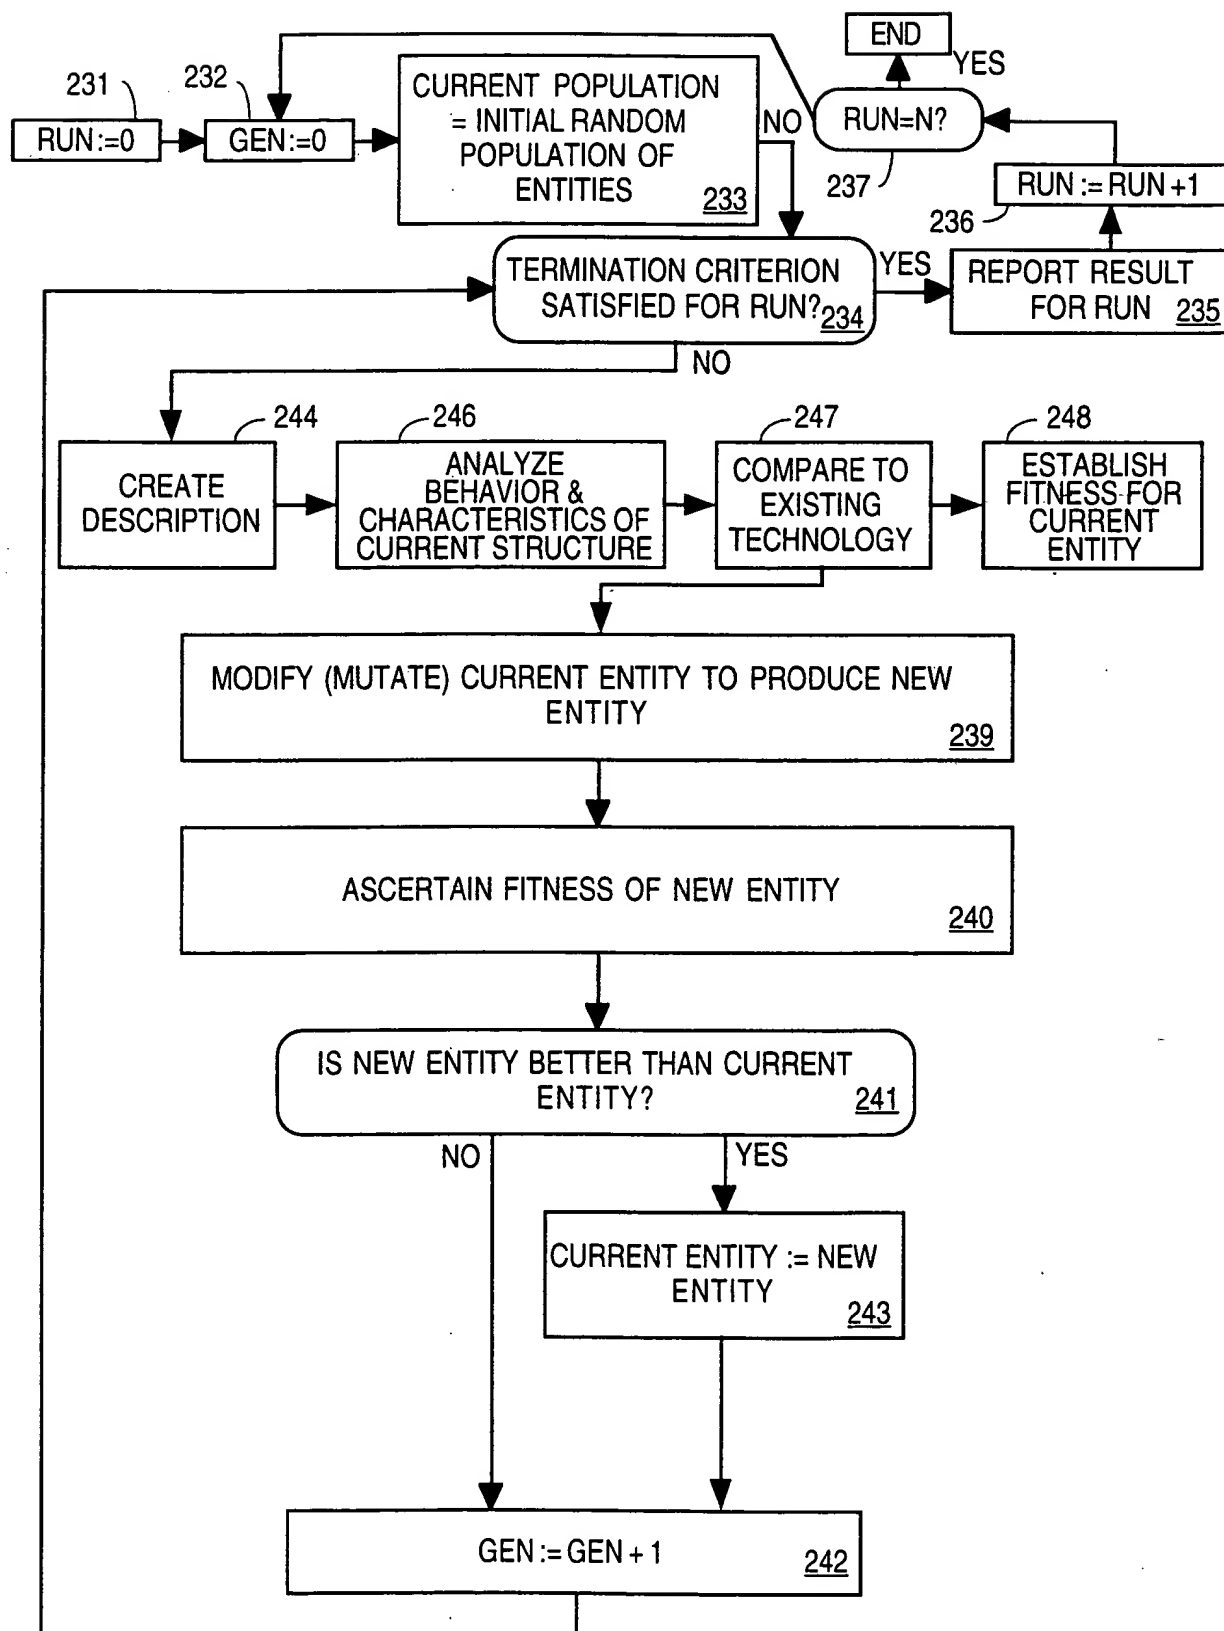 END
YES
231
232
RUN:=0
GEN:=0
CURRENT POPULATION
= INITIAL RANDOM
POPULATION OF
ENTITIES
233
NO
RUN=N?
237
RUN := RUN +1
236
TERMINATION CRITERION
SATISFIED FOR RUN?
234
YES
REPORT RESULT
FOR RUN
235
NO
244
CREATE
DESCRIPTION
246
ANALYZE
BEHAVIOR &
CHARACTERISTICS OF
CURRENT STRUCTURE
247
COMPARE TO
EXISTING
TECHNOLOGY
248
ESTABLISH
FITNESS FOR
CURRENT
ENTITY
MODIFY (MUTATE) CURRENT ENTITY TO PRODUCE NEW
ENTITY
239
ASCERTAIN FITNESS OF NEW ENTITY
240
IS NEW ENTITY BETTER THAN CURRENT
ENTITY?
241
NO
YES
CURRENT ENTITY := NEW
ENTITY
243
GEN := GEN + 1
242